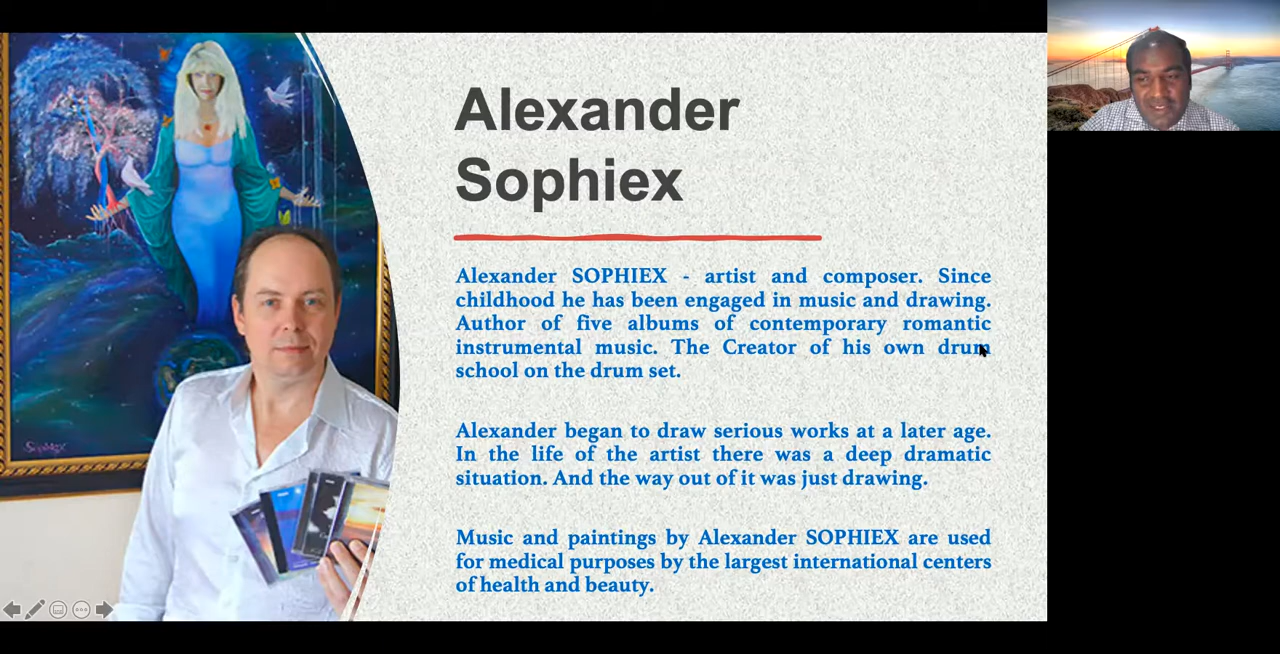 Alexander
Sophiex
Alexander SOPHIEX - artist and composer. Since
childhood he has been engaged in music and drawing.
Author of five albums of contemporary romantic
instrumental music. The Creator of his own drum
school on the drum set.
Alexander began to draw serious works at a later age.
In the life of the artist there was a deep dramatic
situation. And the way out of it was just drawing.
Music and paintings by Alexander SOPHIEX are used
for medical purposes by the largest international centers
of health and beauty.
Sophiex